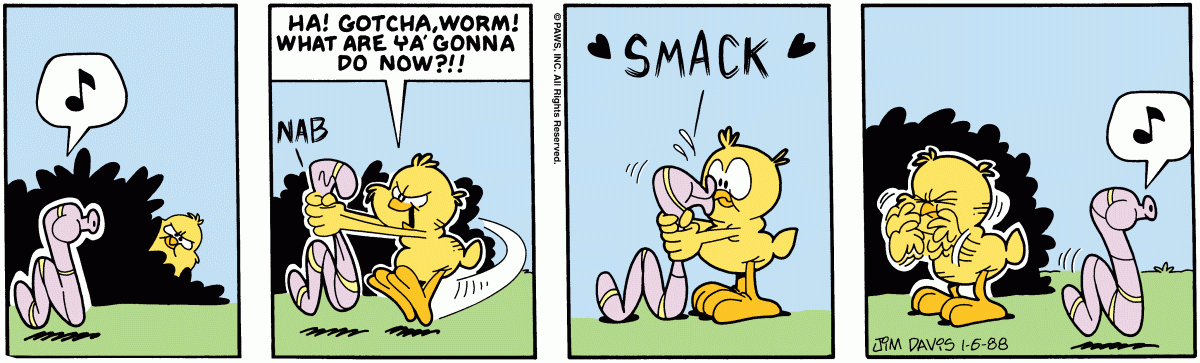 HA! GOTCHA, WORM!
WHAT ARE YA' GONNA
DO NOW?!!
NAB
© PAWS, INC. All Rights Reserved.
SMACK
JIM DAVIS 1-5-88